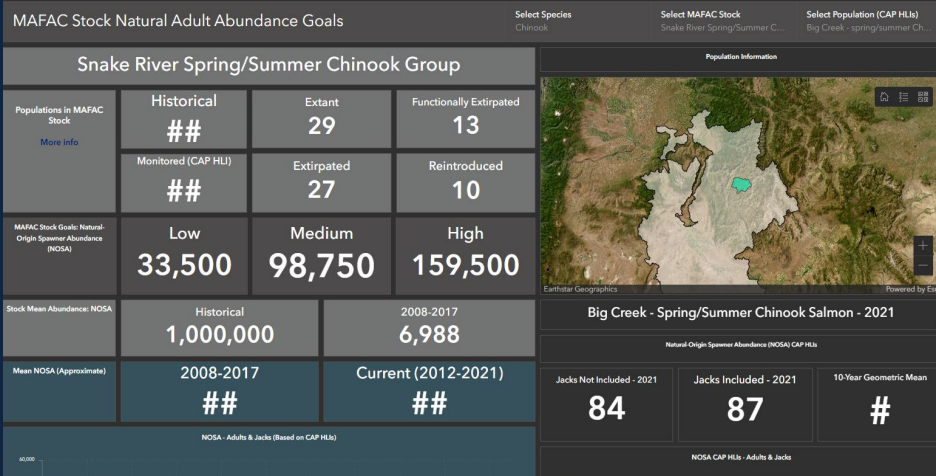 MAFAC Stock Natural Adult Abundance Goals
Select Species
Chinook
Select MAFAC Stock
Snake River Spring/Summer C...
Select Population (CAP HLIs)
Big Creek - spring/summer Ch...
Snake River Spring/Summer Chinook Group
Populations in MAFAC
Stock
More info
Historical
##
Extant
29
Functionally Extirpated
13
Monitored (CAP HLI)
##
Extirpated
27
Reintroduced
10
MAFAC Stock Goals: Natural-
Origin Spawner Abundance
(NOSA)
Low
33,500
Medium
98,750
High
159,500
Stock Mean Abundance: NOSA
Historical
1,000,000
2008-2017
6,988
Mean NOSA (Approximate)
2008-2017
##
Current (2012-2021)
##
NOSA - Adults & Jacks (Based on CAP HLIs)
60,000
Population Information
+
−
Earthstar Geographics
Powered by Esri
Big Creek - Spring/Summer Chinook Salmon - 2021
Natural-Origin Spawner Abundance (NOSA) CAP HLIs
Jacks Not Included - 2021
84
Jacks Included - 2021
87
10-Year Geometric Mean
#
NOSA CAP HLIs - Adults & Jacks